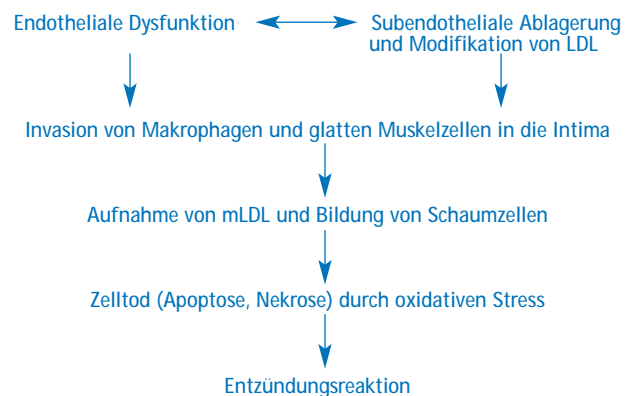 Endotheliale Dysfunktion
Subendotheliale Ablagerung
und Modifikation von LDL
Invasion von Makrophagen und glatten Muskelzellen in die Intima
Aufnahme von mLDL und Bildung von Schaumzellen
Zelltod (Apoptose, Nekrose) durch oxidativen Stress
Entzündungsreaktion